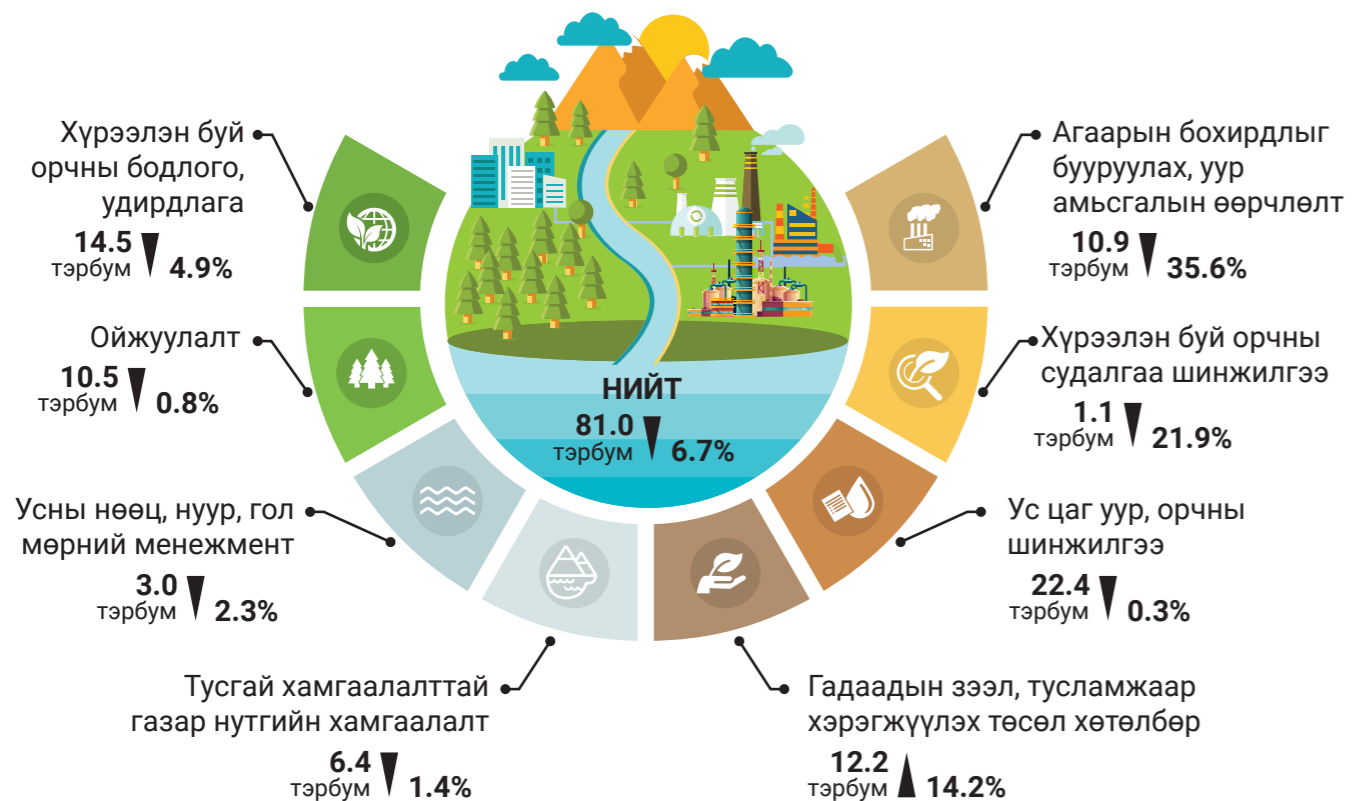 Хүрээлэн буй
орчны бодлого,
удирдлага
14.5
тэрбум
4.9%
Ойжуулалт
10.5
тэрбум
0.8%
Усны нөөц, нуур, гол
мөрний менежмент
3.0
тэрбум
2.3%
Тусгай хамгаалалттай
газар нутгийн хамгаалалт
6.4
тэрбум
1.4%
НИЙТ
81.0
тэрбум
6.7%
Агаарын бохирдлыг
бууруулах, уур
амьсгалын өөрчлөлт
10.9
тэрбум
35.6%
Хүрээлэн буй орчны
судалгаа шинжилгээ
1.1
тэрбум
21.9%
Ус цаг уур, орчны
шинжилгээ
22.4
тэрбум
0.3%
Гадаадын зээл, тусламжаар
хэрэгжүүлэх төсөл хөтөлбөр
12.2
тэрбум
14.2%